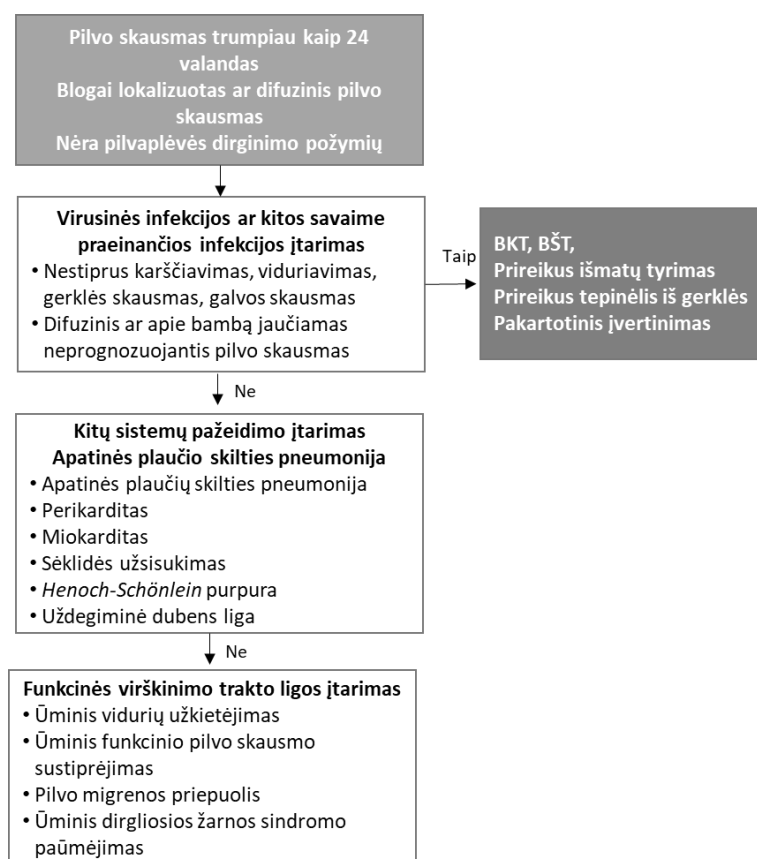 Pilvo skausmas trumpiau kaip 24
valandas
Blogai lokalizuotas ar difuzinis pilvo
skausmas
Nėra pilvaplėvės dirginimo požymių
Virusinės infekcijos ar kitos savaime
praeinančios infekcijos įtarimas
• Nestiprus karščiavimas, viduriavimas,
gerklės skausmas, galvos skausmas
• Difuzinis ar apie bambą jaučiamas
neprognozuojantis pilvo skausmas
Taip
BKT, BŠT,
Prireikus išmatų tyrimas
Prireikus tepinėlis iš gerklės
Pakartotinis įvertinimas
Ne
Kitų sistemų pažeidimo įtarimas
Apatinės plaučio skilties pneumonija
• Apatinės plaučių skilties pneumonija
• Perikarditas
• Miokarditas
• Sėklidės užsisukimas
• Henoch-Schönlein purpura
• Uždegiminė dubens liga
Ne
Funkcinės virškinimo trakto ligos įtarimas
• Ūminis vidurių užkietėjimas
• Ūminis funkcinio pilvo skausmo
sustiprėjimas
• Pilvo migrenos priepuolis
• Ūminis dirgliosios žarnos sindromo
paūmėjimas